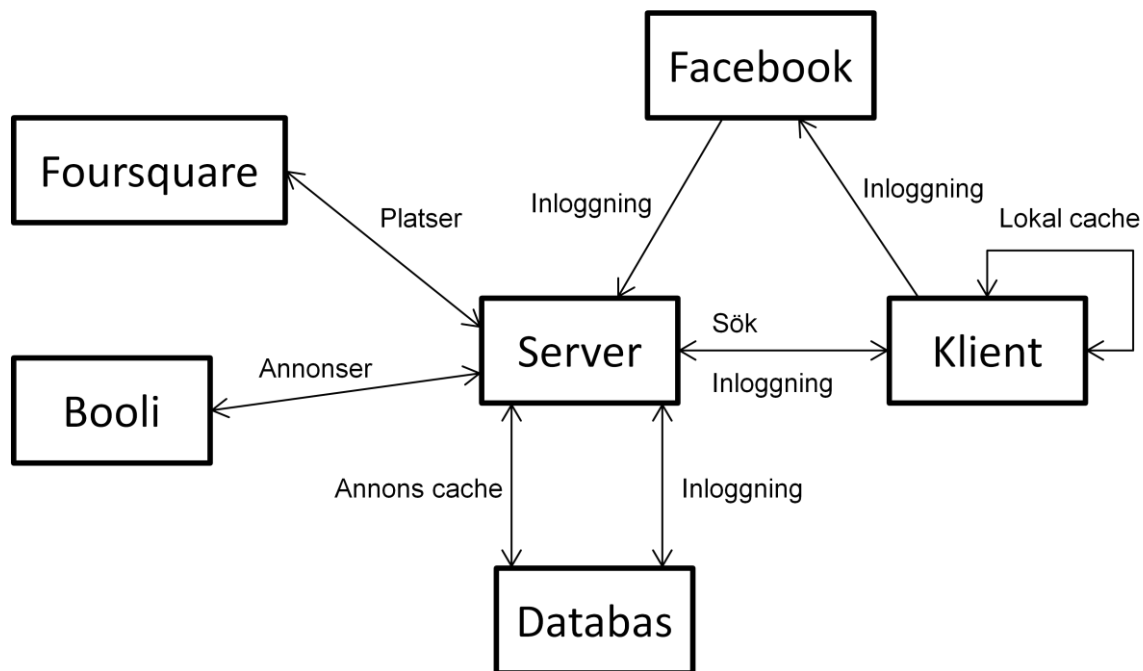 Facebook
Foursquare
Inloggning
Inloggning
Platser
Lokal cache
Server
Sök
Klient
Annonser
Inloggning
Booli
Annons cache
Inloggning
Databas